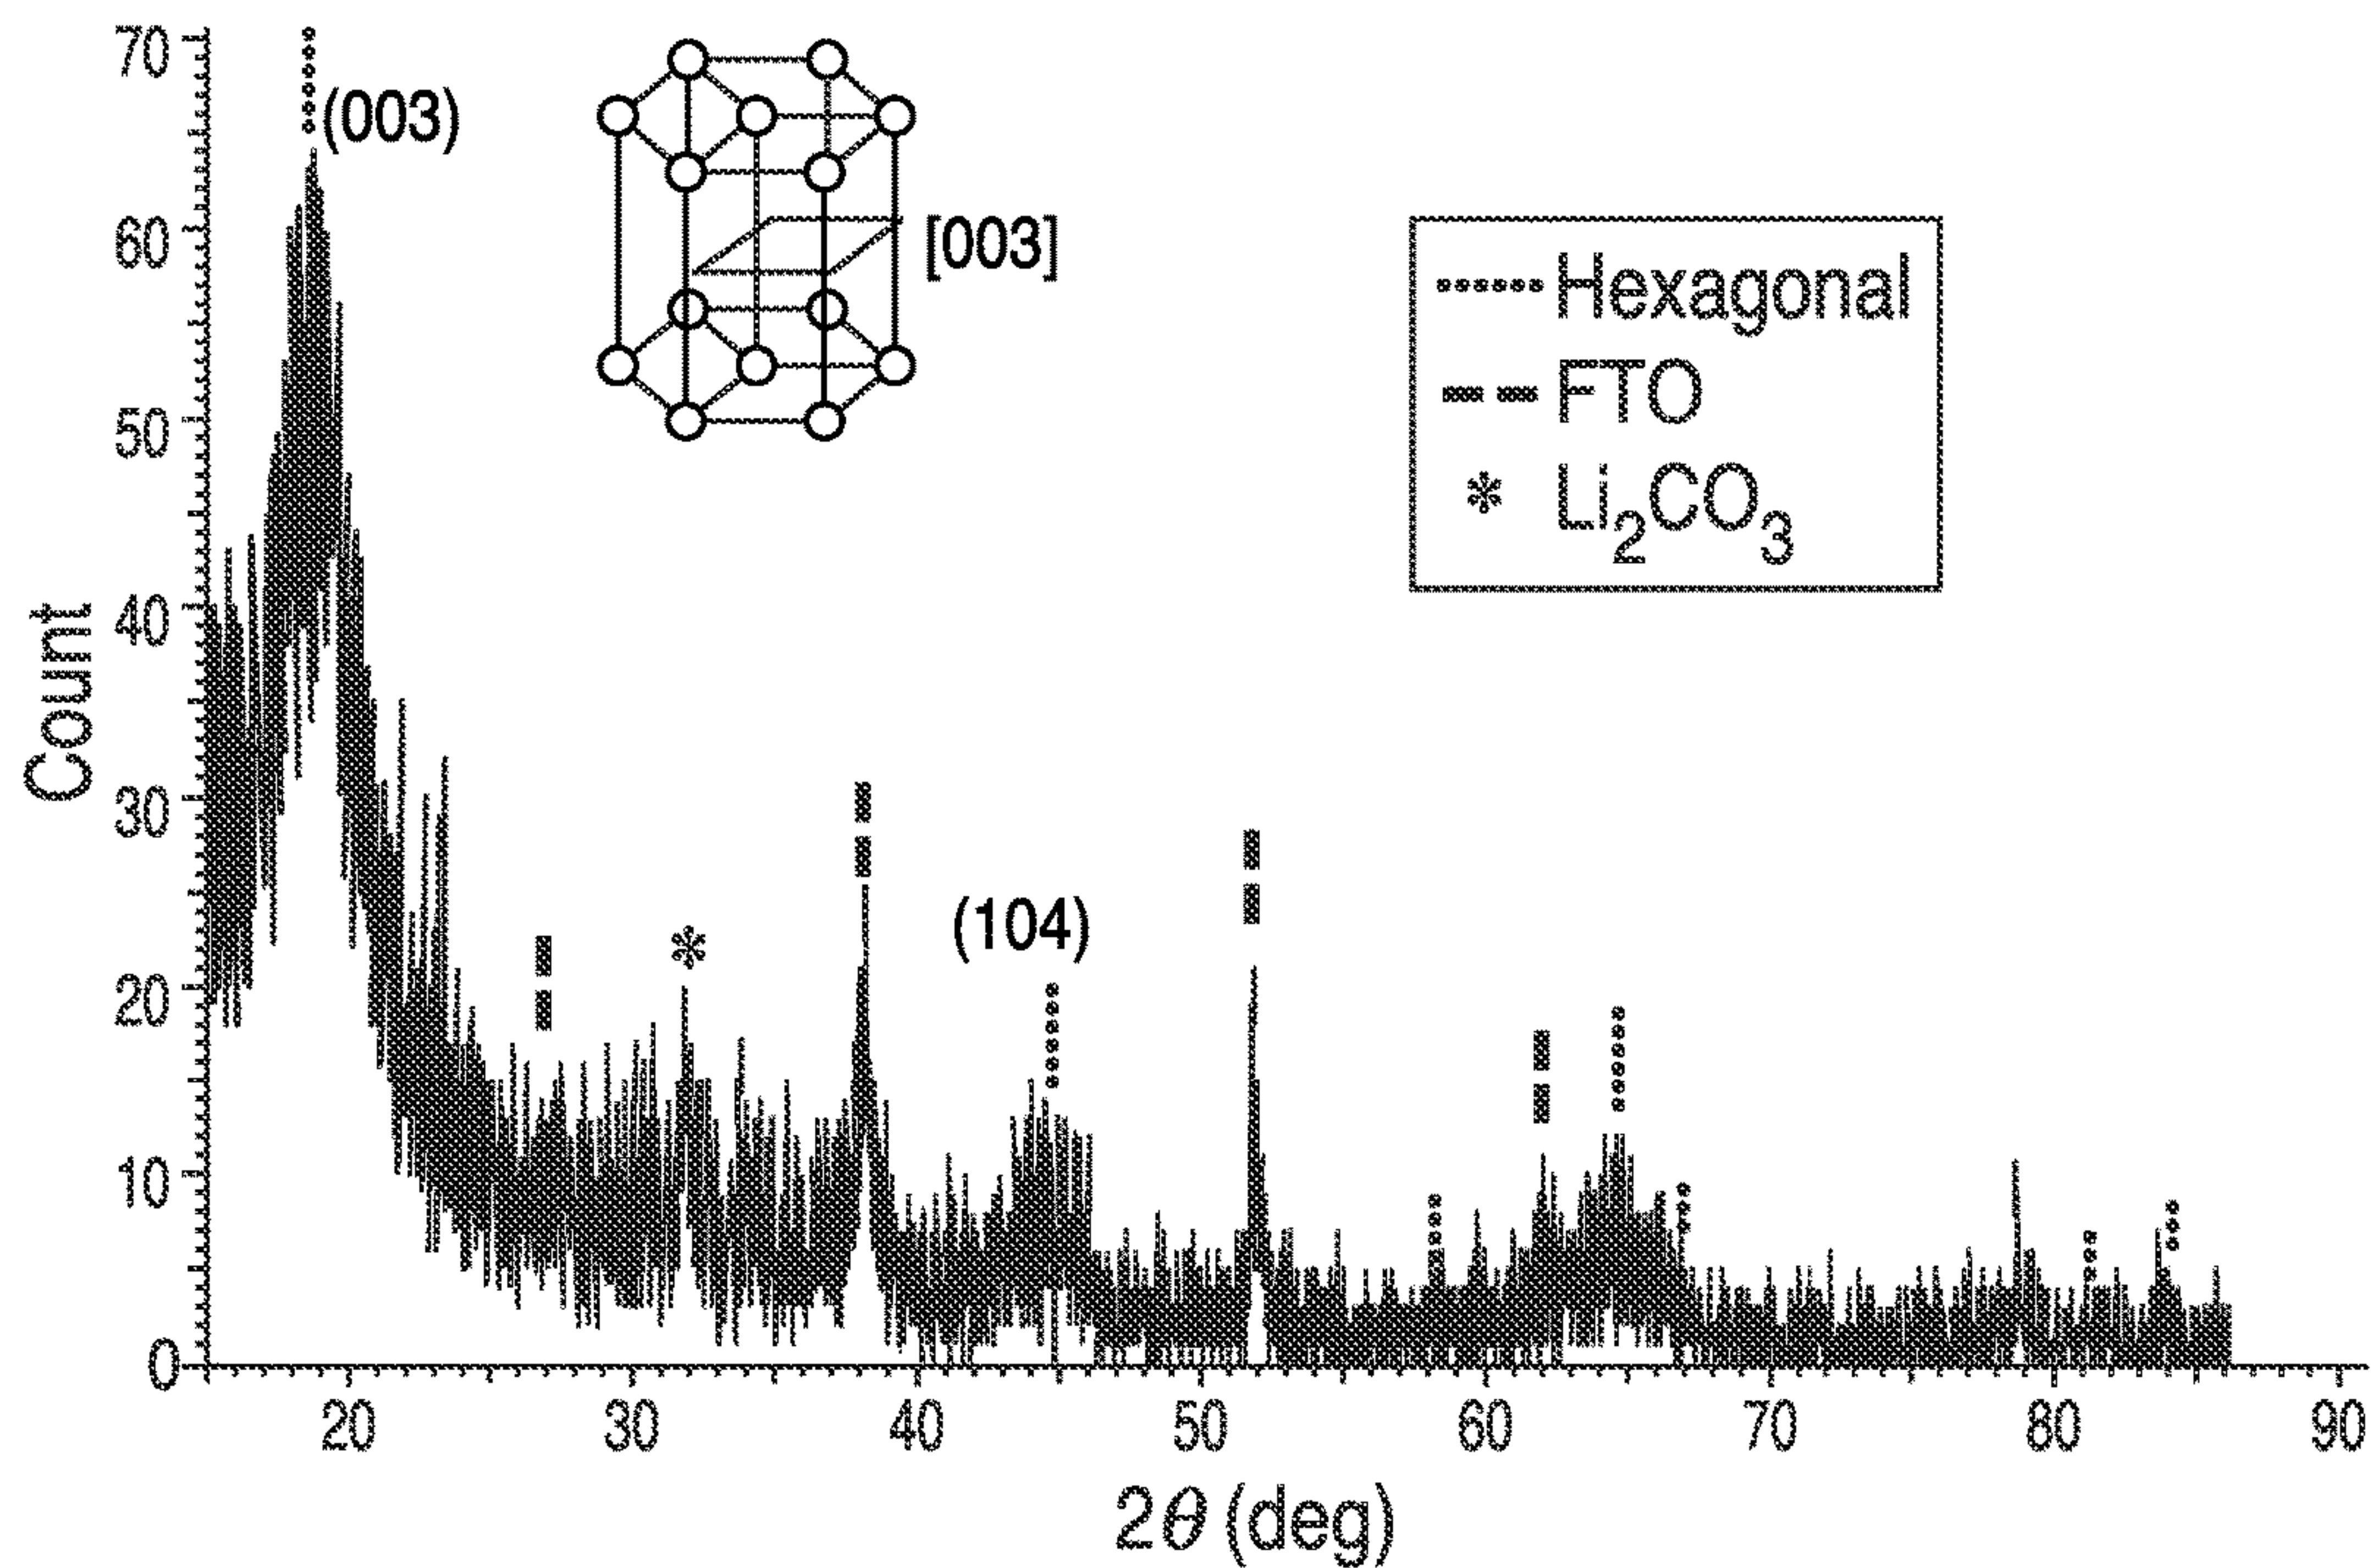 70
60
50
40
30
20
10
0
Count
(003)
[003]
(104)
Hexagonal
FTO
* Li₂CO₃
*
20 30 40 50 60 70 80 90
2θ (deg)